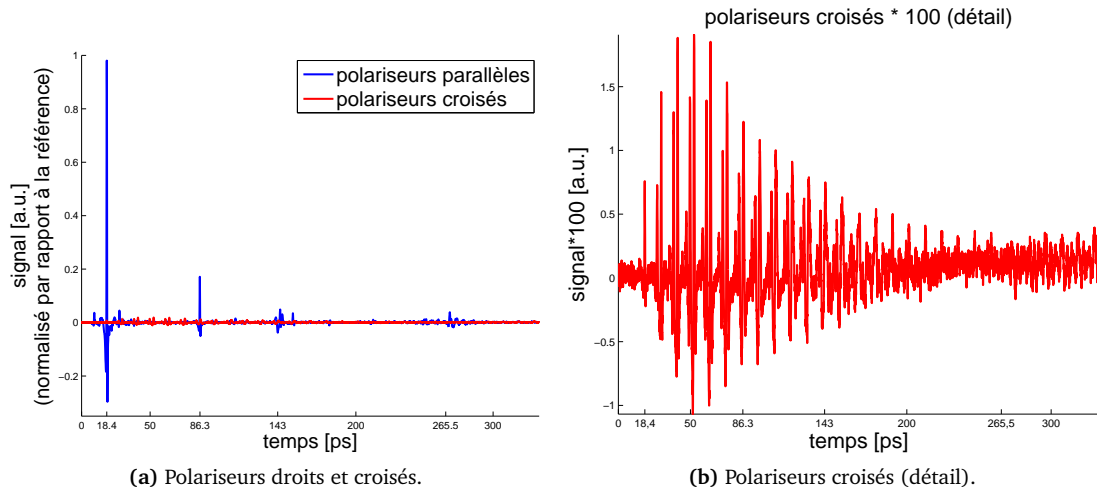 polariseurs croisés * 100 (détail)
1
0.8
0.6
0.4
0.2
0
−0.2
signal [a.u.]
(normalisé par rapport à la référence)
polariseurs parallèles
polariseurs croisés
0 18.4 50 86.3 143 200 265.5 300
temps [ps]
(a) Polariseurs droits et croisés.
1.5
1
0.5
0
−0.5
−1
signal*100 [a.u.]
0 18,4 50 86.3 143 200 265.5 300
temps [ps]
(b) Polariseurs croisés (détail).